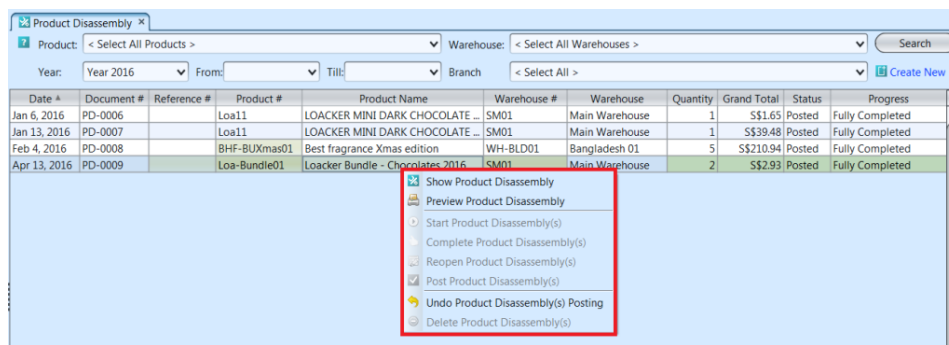 Product Disassembly ×
? Product: < Select All Products > Warehouse: < Select All Warehouses > Search
Year: Year 2016 From: Till: Branch < Select All > Create New
Date Document # Reference # Product # Product Name Warehouse # Warehouse Quantity Grand Total Status Progress
Jan 6, 2016 PD-0006 Loa11 LOACKER MINI DARK CHOCOLATE ... SM01 Main Warehouse 1 S$1.65 Posted Fully Completed
Jan 13, 2016 PD-0007 Loa11 LOACKER MINI DARK CHOCOLATE ... SM01 Main Warehouse 1 S$39.48 Posted Fully Completed
Feb 4, 2016 PD-0008 BHF-BUXmas01 Best fragrance Xmas edition WH-BLD01 Bangladesh 01 5 S$210.94 Posted Fully Completed
Apr 13, 2016 PD-0009 Loa-Bundle01 Loacker Bundle - Chocolates 2016 SM01 Main Warehouse 2 S$2.93 Posted Fully Completed
Show Product Disassembly
Preview Product Disassembly
Start Product Disassembly(s)
Complete Product Disassembly(s)
Reopen Product Disassembly(s)
Post Product Disassembly(s)
Undo Product Disassembly(s) Posting
Delete Product Disassembly(s)